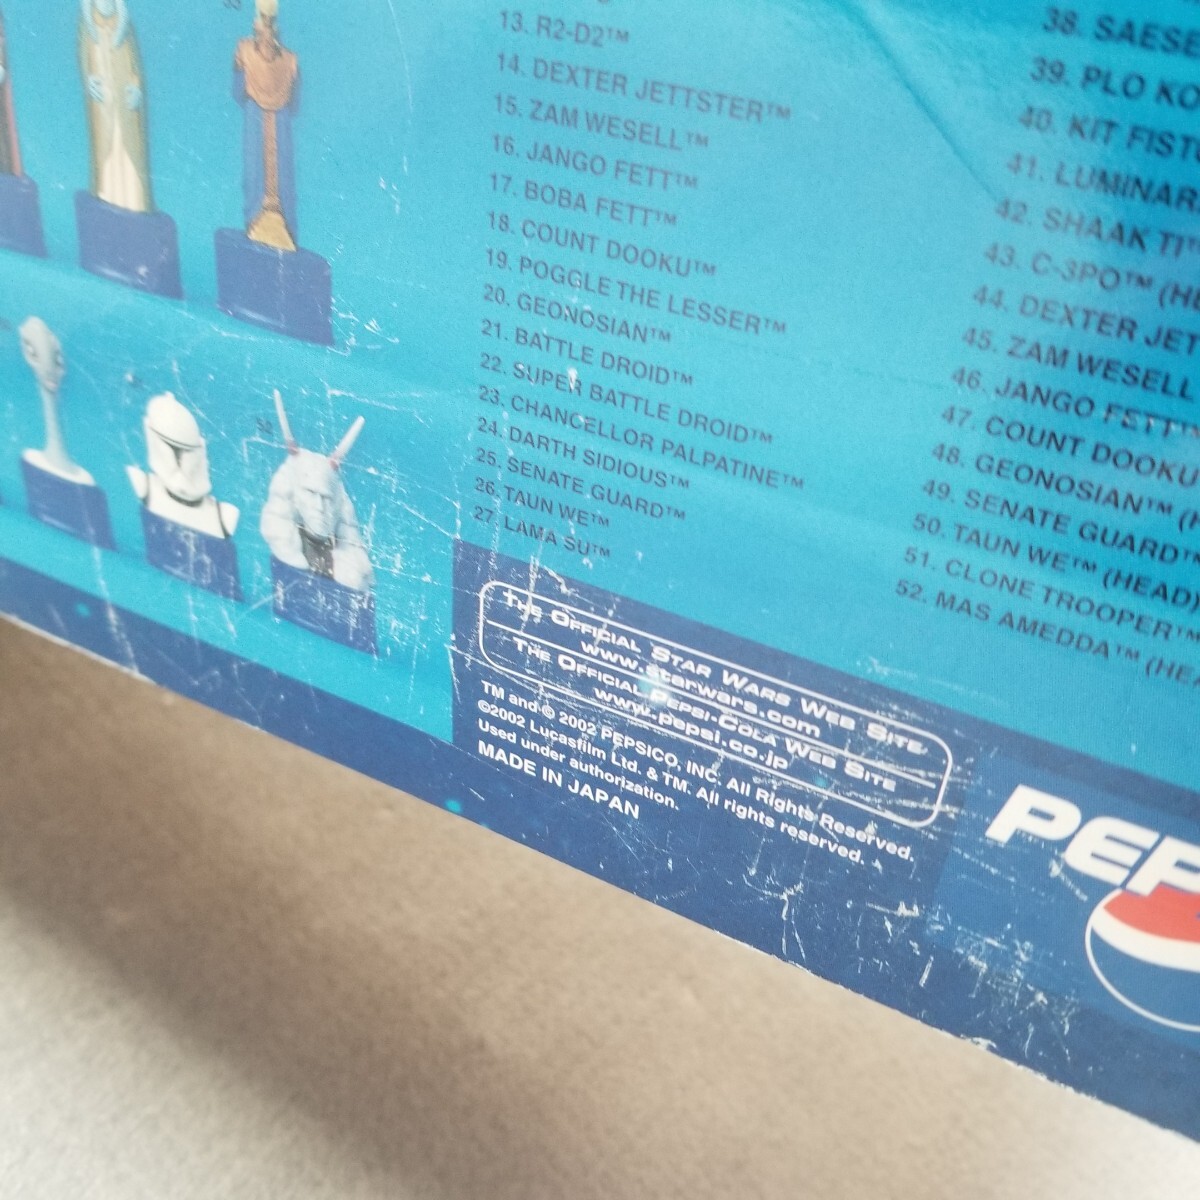 13. R2-D2™
14. DEXTER JETTSTER™
15. ZAM WESELL™
16. JANGO FETT™
17. BOBA FETT™
18. COUNT DOOKU™
19. POGGLE THE LESSER™
20. GEONOSIAN™
21. BATTLE DROID™
22. SUPER BATTLE DROID™
23. CHANCELLOR PALPATINE™
24. DARTH SIDIOUS™
25. SENATE GUARD™
26. TAUN WE™
27. LAMA SU™
38. SAESE
39. PLO KO
40. KIT FISTO
41. LUMINAR
42. SHAAK TI™
43. C-3PO™ (H
44. DEXTER JET
45. ZAM WESELL
46. JANGO FETT™
47. COUNT DOOKU
48. GEONOSIAN™ (
49. SENATE GUARD™
50. TAUN WE™ (HEAD)
51. CLONE TROOPER™
52. MAS AMEDDA™ (HEA
52
THE OFFICIAL STAR WARS WEB SITE
www.starwars.com
THE OFFICIAL PEPSI-COLA WEB SITE
www.pepsi.co.jp
TM and © 2002 PEPSICO, INC. All Rights Reserved.
©2002 Lucasfilm Ltd. & TM. All rights reserved.
Used under authorization.
MADE IN JAPAN
PEP